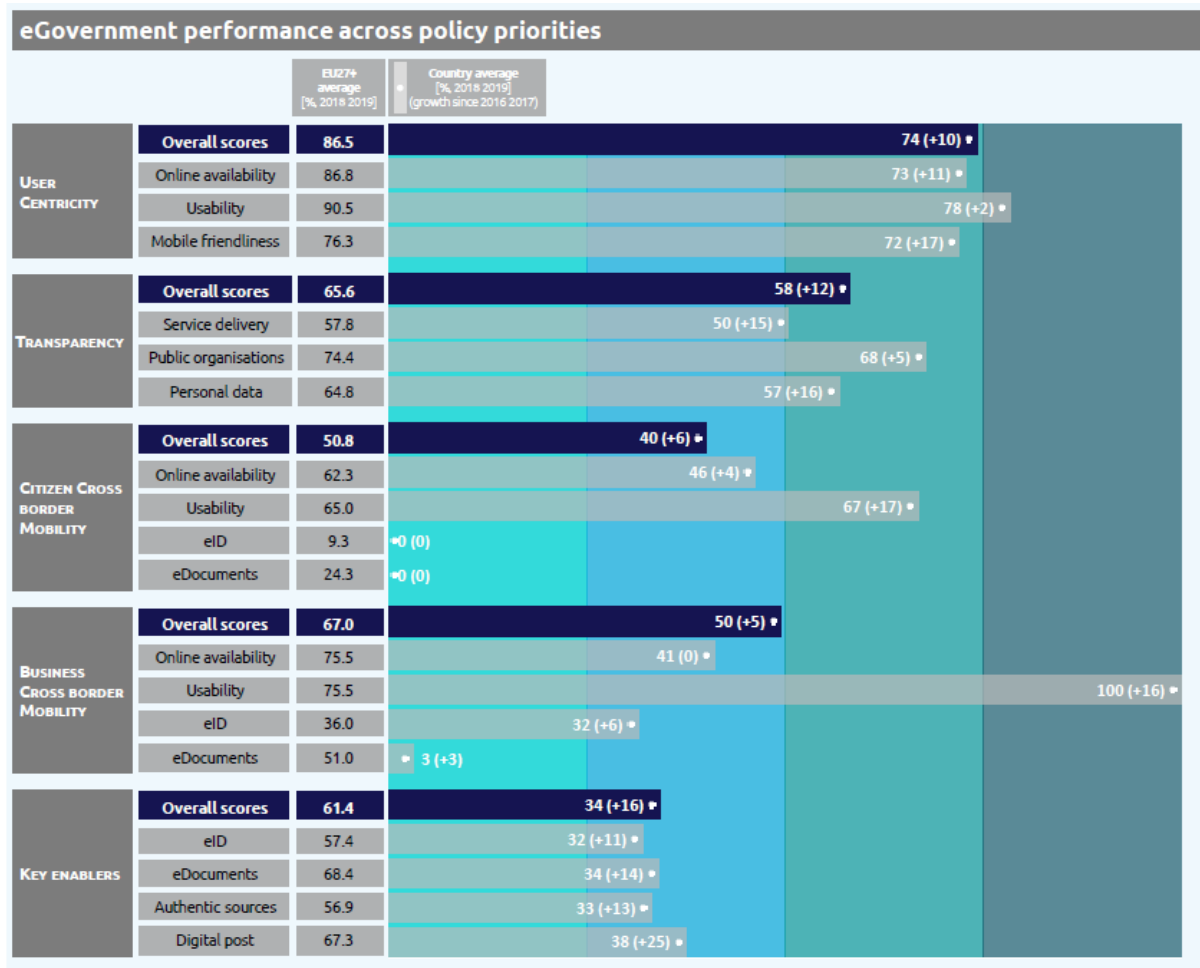 eGovernment performance across policy priorities
EU27+
average
[%, 2018 2019]
Country average
[%, 2018 2019]
(growth since 2016 2017)
USER
CENTRICITY
Overall scores 86.5 74 (+10)
Online availability 86.8 73 (+11)
Usability 90.5 78 (+2)
Mobile friendliness 76.3 72 (+17)
TRANSPARENCY
Overall scores 65.6 58 (+12)
Service delivery 57.8 50 (+15)
Public organisations 74.4 68 (+5)
Personal data 64.8 57 (+16)
CITIZEN CROSS
BORDER
MOBILITY
Overall scores 50.8 40 (+6)
Online availability 62.3 46 (+4)
Usability 65.0 67 (+17)
eID 9.3 0 (0)
eDocuments 24.3 0 (0)
BUSINESS
CROSS BORDER
MOBILITY
Overall scores 67.0 50 (+5)
Online availability 75.5 41 (0)
Usability 75.5 100 (+16)
eID 36.0 32 (+6)
eDocuments 51.0 3 (+3)
KEY ENABLERS
Overall scores 61.4 34 (+16)
eID 57.4 32 (+11)
eDocuments 68.4 34 (+14)
Authentic sources 56.9 33 (+13)
Digital post 67.3 38 (+25)